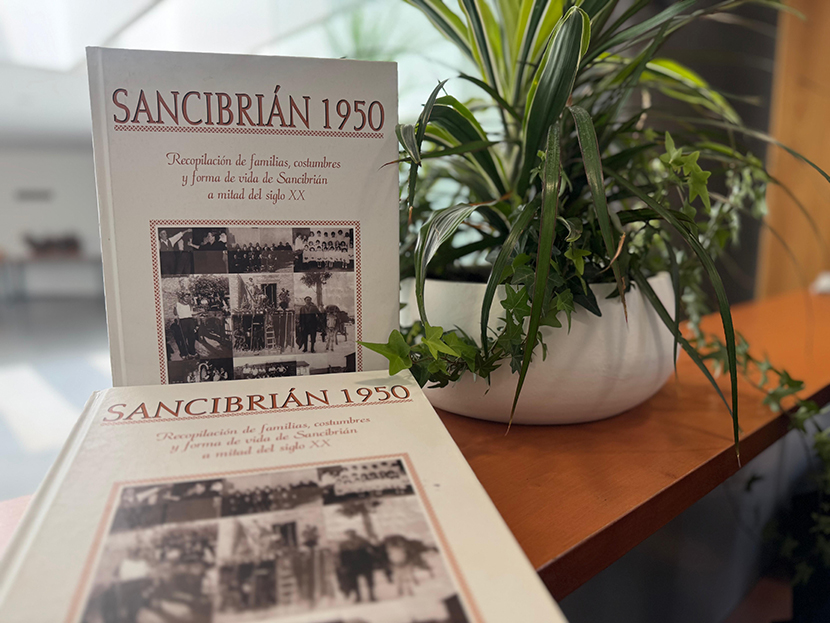 SANCIBRIÁN 1950
Recopilación de familias, costumbres
y forma de vida de Sancibrián
a mitad del siglo XX
SANCIBRIÁN 1950
Recopilación de familias, costumbres
y forma de vida de Sancibrián
a mitad del siglo XX